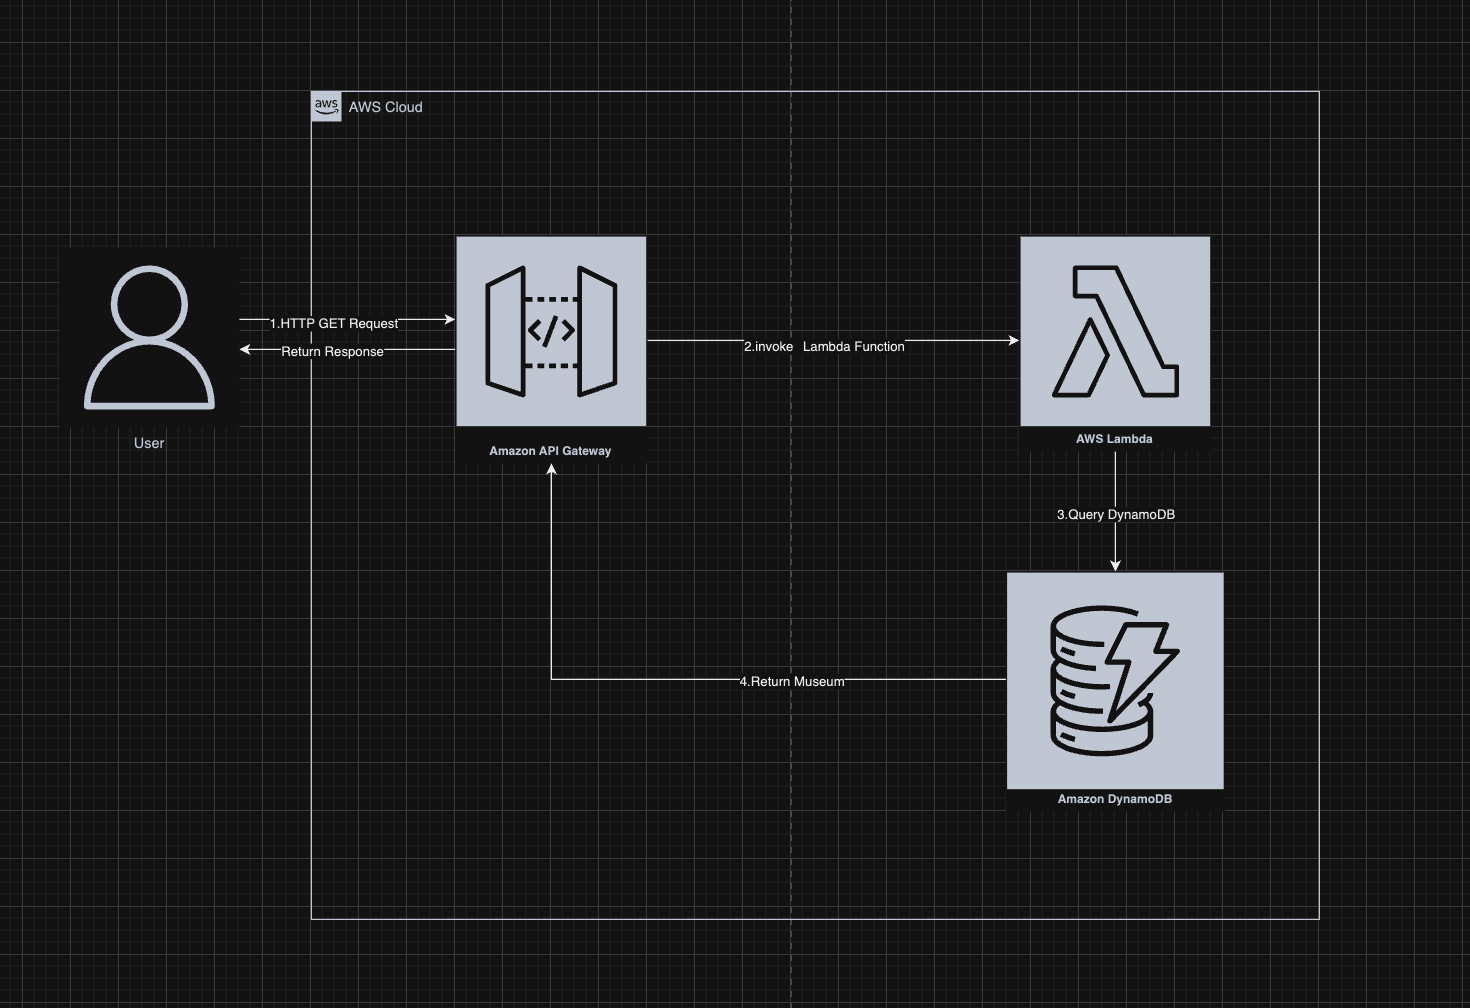 aws
AWS Cloud
1.HTTP GET Request
Return Response
2.invoke Lambda Function
User
Amazon API Gateway
AWS Lambda
3.Query DynamoDB
4.Return Museum
Amazon DynamoDB